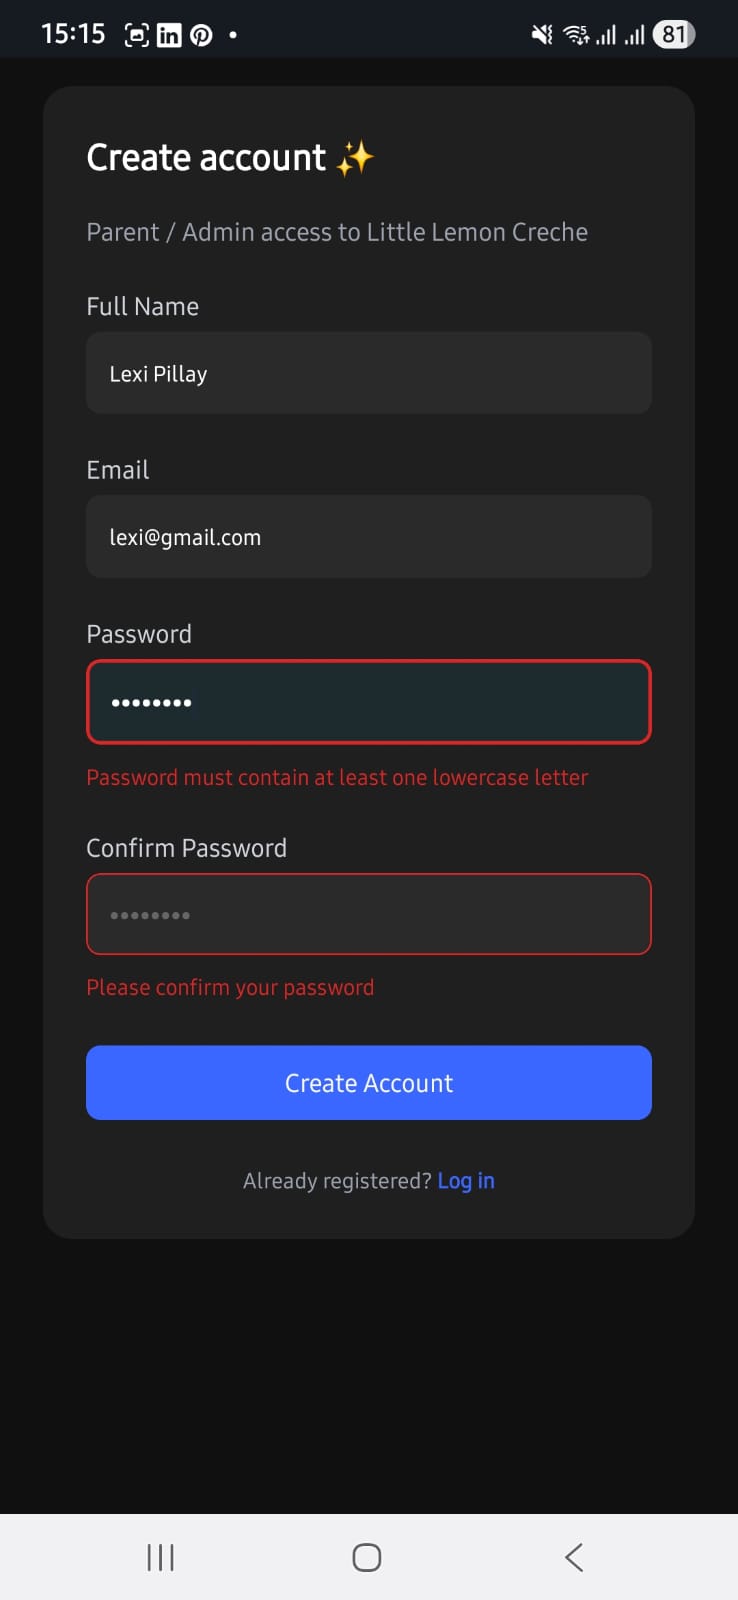 15:15
81
Create account ✨
Parent / Admin access to Little Lemon Creche
Full Name
Lexi Pillay
Email
lexi@gmail.com
Password
••••••••
Password must contain at least one lowercase letter
Confirm Password
••••••••
Please confirm your password
Create Account
Already registered? Log in